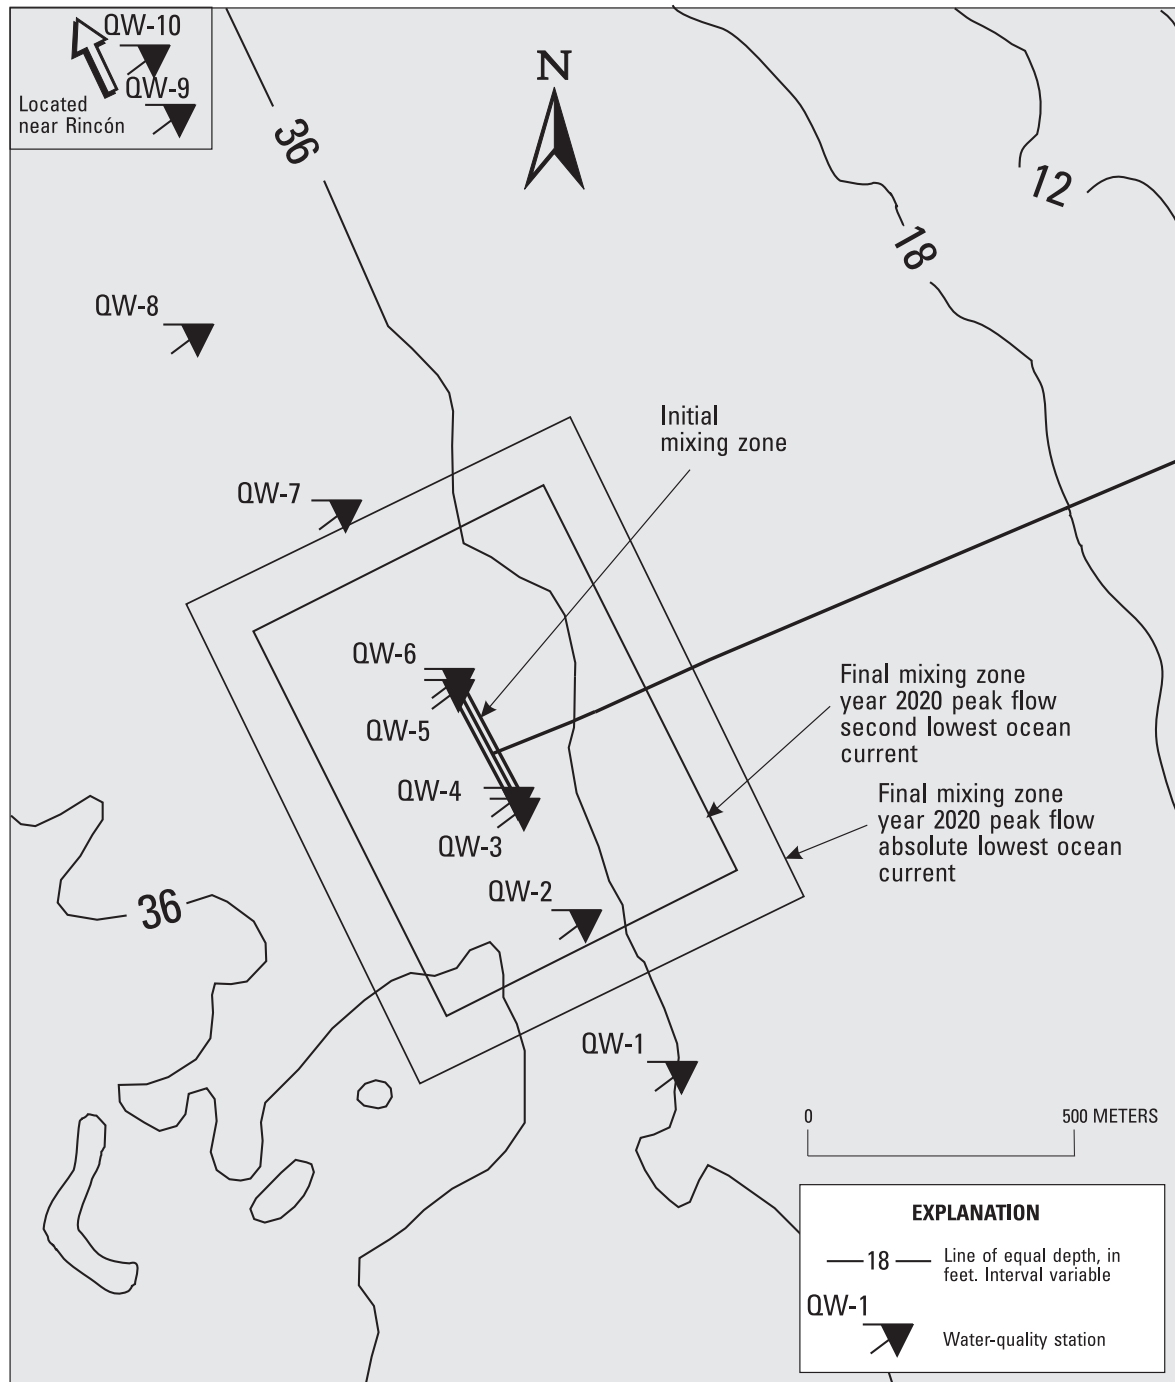 QW-10
QW-9
Located
near Rincón
N
36
12
18
QW-8
Initial
mixing zone
QW-7
QW-6
QW-5
QW-4
QW-3
QW-2
Final mixing zone
year 2020 peak flow
second lowest ocean
current
Final mixing zone
year 2020 peak flow
absolute lowest ocean
current
36
QW-1
0
500 METERS
EXPLANATION
18
Line of equal depth, in
feet. Interval variable
QW-1
Water-quality station